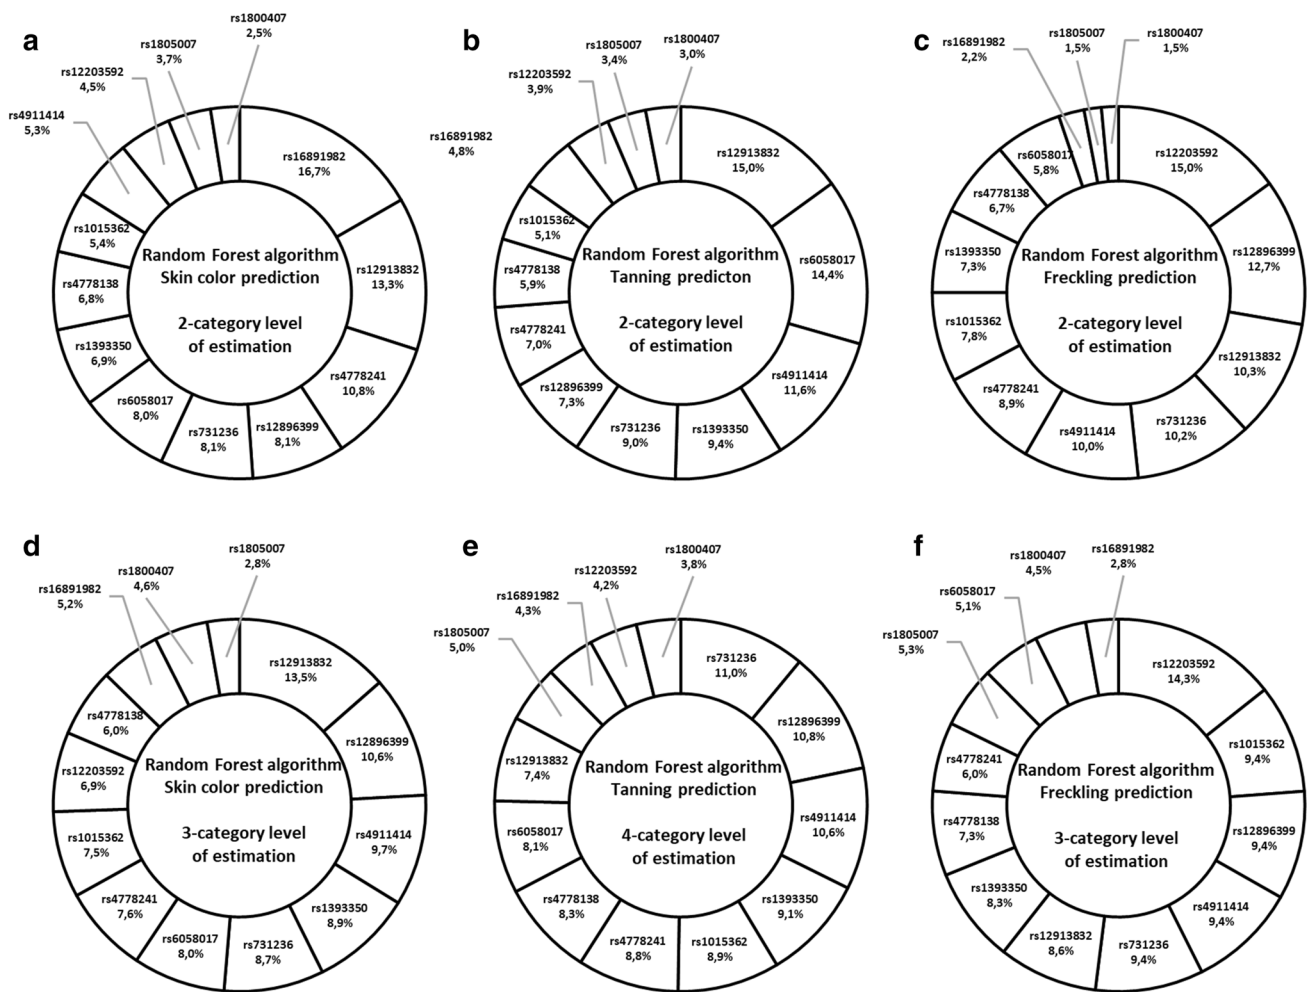 a
rs1800407
2,5%
rs1805007
3,7%
rs12203592
4,5%
rs4911414
5,3%
rs16891982
16,7%
rs12913832
13,3%
rs4778241
10,8%
rs12896399
8,1%
rs731236
8,1%
rs6058017
8,0%
rs1393350
6,9%
rs4778138
6,8%
rs1015362
5,4%
Random Forest algorithm
Skin color prediction
2-category level
of estimation
b
rs1800407
3,0%
rs1805007
3,4%
rs12203592
3,9%
rs16891982
4,8%
rs12913832
15,0%
rs6058017
14,4%
rs4911414
11,6%
rs1393350
9,4%
rs731236
9,0%
rs12896399
7,3%
rs4778241
7,0%
rs4778138
5,9%
rs1015362
5,1%
Random Forest algorithm
Tanning predicton
2-category level
of estimation
c
rs16891982
2,2%
rs1805007
1,5%
rs1800407
1,5%
rs12203592
15,0%
rs12896399
12,7%
rs12913832
10,3%
rs731236
10,2%
rs4911414
10,0%
rs4778241
8,9%
rs1015362
7,8%
rs1393350
7,3%
rs4778138
6,7%
rs6058017
5,8%
Random Forest algorithm
Freckling prediction
2-category level
of estimation
d
rs1805007
2,8%
rs1800407
4,6%
rs16891982
5,2%
rs12913832
13,5%
rs12896399
10,6%
rs4911414
9,7%
rs1393350
8,9%
rs731236
8,7%
rs6058017
8,0%
rs4778241
7,6%
rs1015362
7,5%
rs12203592
6,9%
rs4778138
6,0%
Random Forest algorithm
Skin color prediction
3-category level
of estimation
e
rs1800407
3,8%
rs12203592
4,2%
rs16891982
4,3%
rs1805007
5,0%
rs731236
11,0%
rs12896399
10,8%
rs4911414
10,6%
rs1393350
9,1%
rs1015362
8,9%
rs4778241
8,8%
rs4778138
8,3%
rs6058017
8,1%
rs12913832
7,4%
Random Forest algorithm
Tanning prediction
4-category level
of estimation
f
rs16891982
2,8%
rs1800407
4,5%
rs6058017
5,1%
rs1805007
5,3%
rs12203592
14,3%
rs1015362
9,4%
rs12896399
9,4%
rs4911414
9,4%
rs731236
9,4%
rs12913832
8,6%
rs1393350
8,3%
rs4778138
7,3%
rs4778241
6,0%
Random Forest algorithm
Freckling prediction
3-category level
of estimation